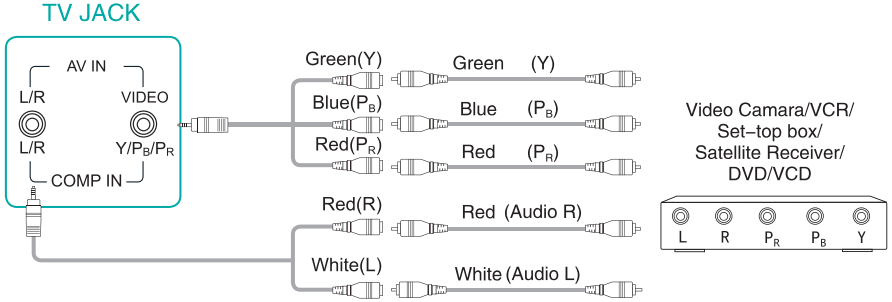 TV JACK
AV IN
L/R VIDEO
L/R Y/PB/PR
COMP IN
Green(Y)
Blue(PB)
Red(PR)
Red(R)
White(L)
Green (Y)
Blue (PB)
Red (PR)
Red (Audio R)
White (Audio L)
Video Camara/VCR/
Set-top box/
Satellite Receiver/
DVD/VCD
L R PR PB Y